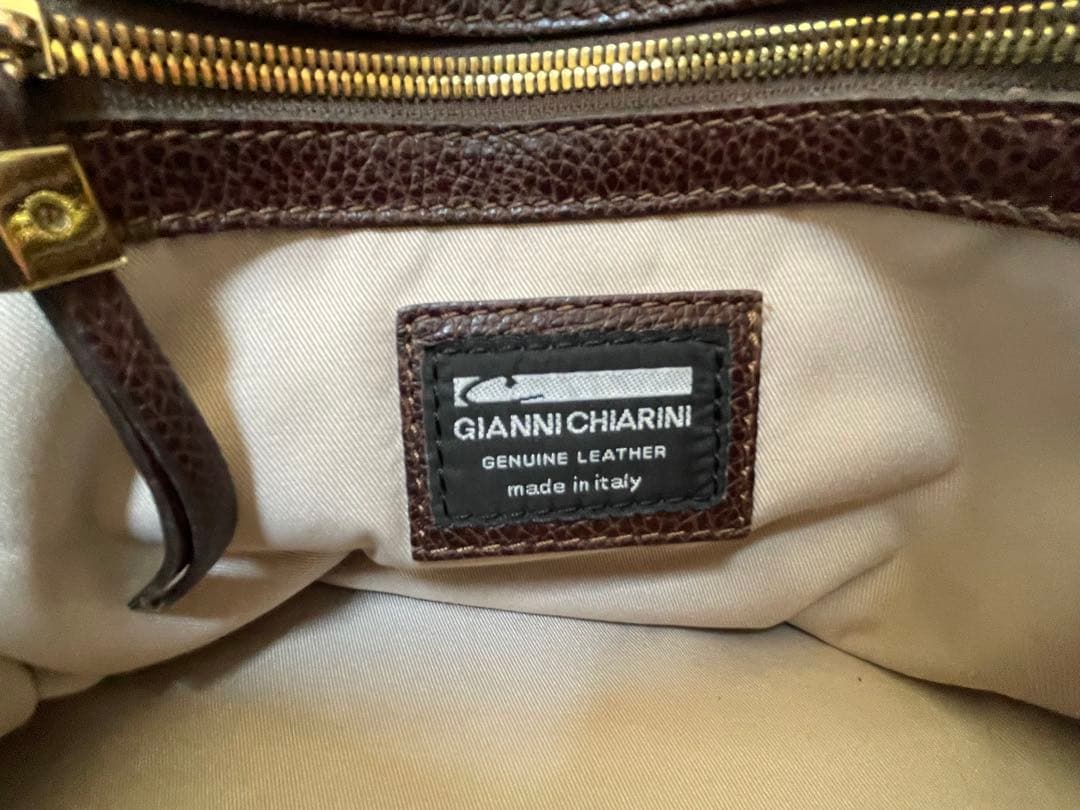 GIANNI CHIARINI
GENUINE LEATHER
made in italy